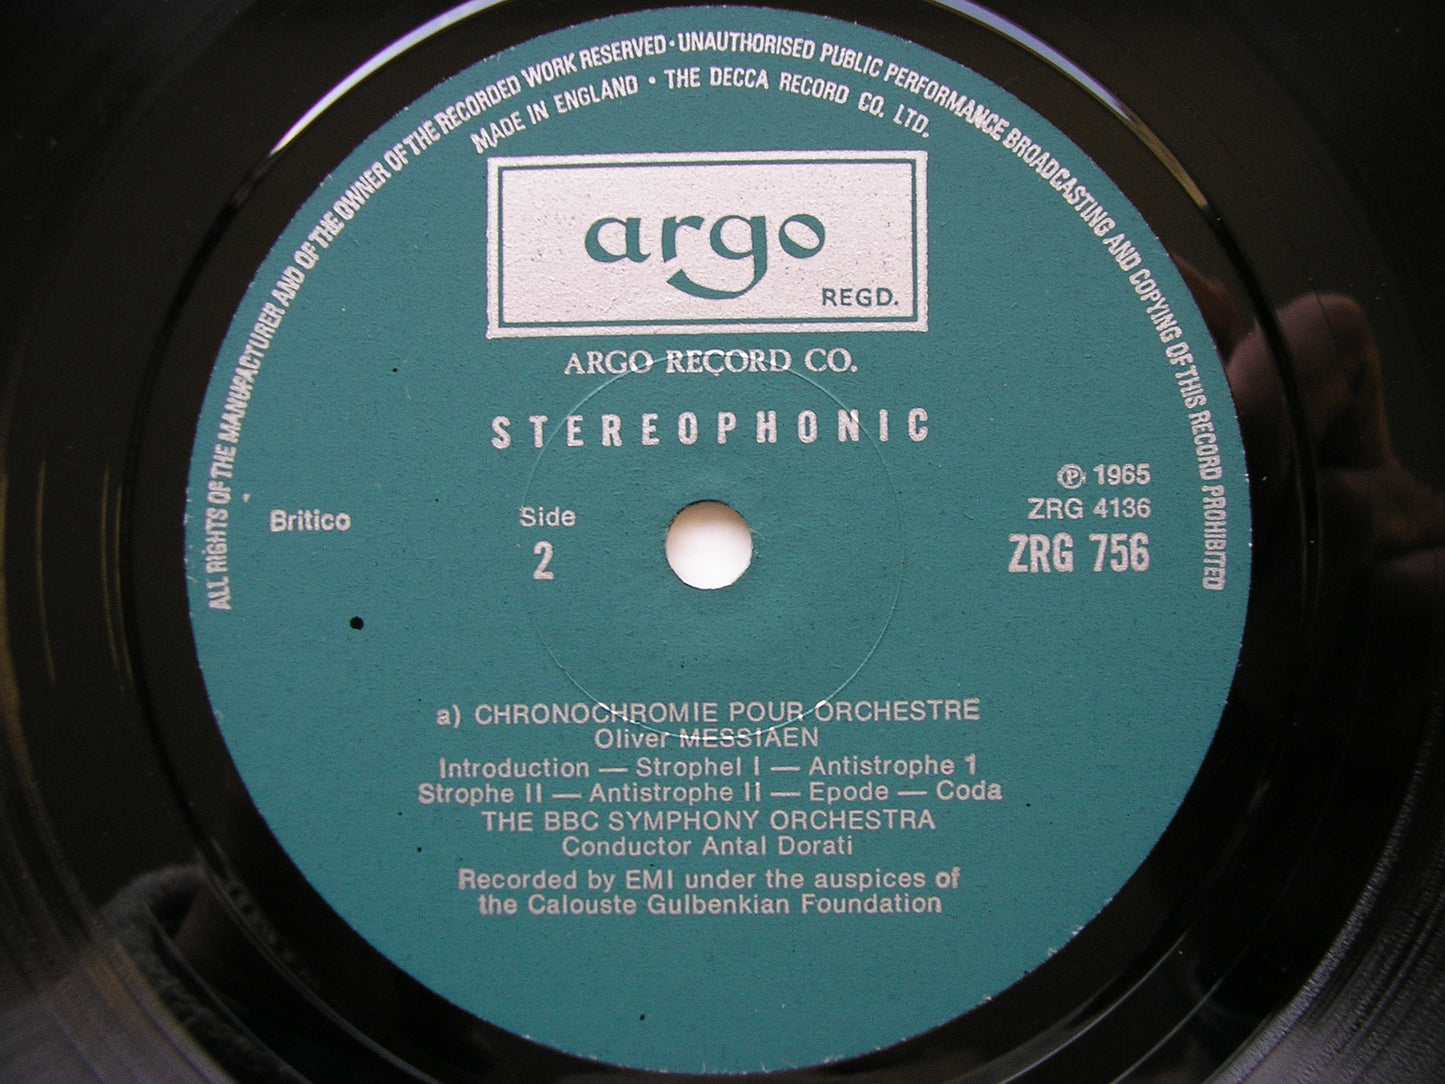 ALL RIGHTS OF THE MANUFACTURER AND OF THE OWNER OF THE RECORDED WORK RESERVED · UNAUTHORISED PUBLIC PERFORMANCE BROADCASTING AND COPYING OF THIS RECORD PROHIBITED
MADE IN ENGLAND · THE DECCA RECORD CO. LTD.
argo
REGD.
ARGO RECORD CO.
STEREOPHONIC
℗ 1965
ZRG 4136
Britico Side ZRG 756
2
a) CHRONOCHROMIE POUR ORCHESTRE
Oliver MESSIAEN
Introduction — Strophel I — Antistrophe 1
Strophe II — Antistrophe II — Epode — Coda
THE BBC SYMPHONY ORCHESTRA
Conductor Antal Dorati
Recorded by EMI under the auspices of
the Calouste Gulbenkian Foundation